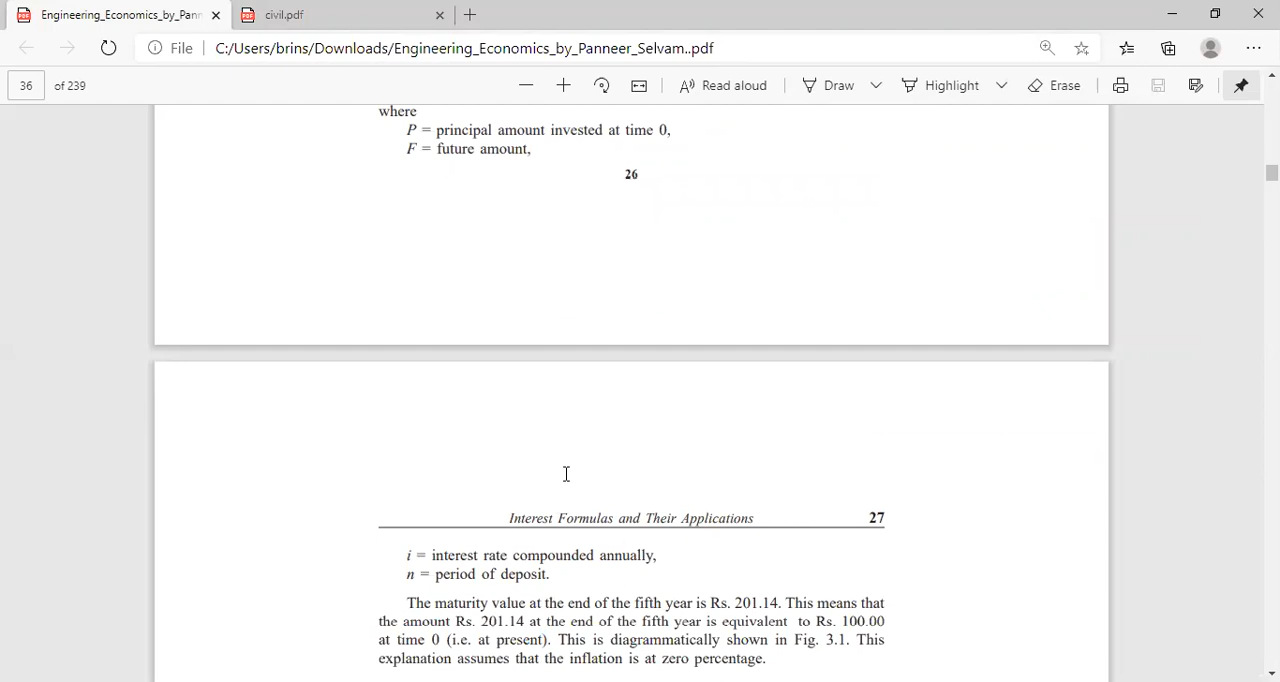 Engineering_Economics_by_Pann
civil.pdf
File
C:/Users/brins/Downloads/Engineering_Economics_by_Panneer_Selvam..pdf
36 of 239
Read aloud
Draw
Highlight
Erase
where
P = principal amount invested at time 0,
F = future amount,
26
Interest Formulas and Their Applications 27
i = interest rate compounded annually,
n = period of deposit.
The maturity value at the end of the fifth year is Rs. 201.14. This means that
the amount Rs. 201.14 at the end of the fifth year is equivalent to Rs. 100.00
at time 0 (i.e. at present). This is diagrammatically shown in Fig. 3.1. This
explanation assumes that the inflation is at zero percentage.